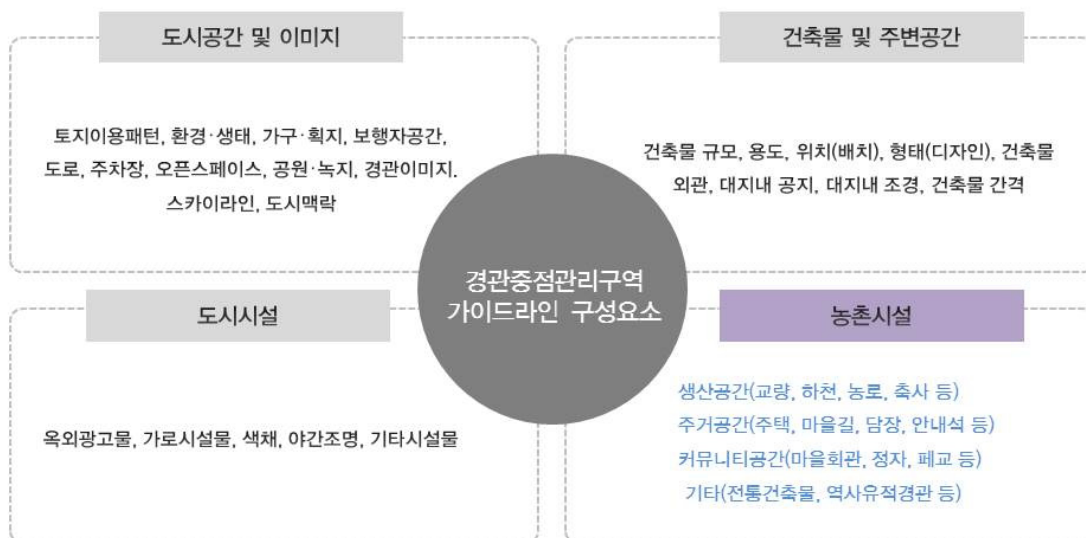 도시공간 및 이미지
토지이용패턴, 환경·생태, 가구·획지, 보행자공간,
도로, 주차장, 오픈스페이스, 공원·녹지, 경관이미지.
스카이라인, 도시맥락
건축물 및 주변공간
건축물 규모, 용도, 위치(배치), 형태(디자인), 건축물
외관, 대지내 공지, 대지내 조경, 건축물 간격
경관중점관리구역
가이드라인 구성요소
도시시설
옥외광고물, 가로시설물, 색채, 야간조명, 기타시설물
농촌시설
생산공간(교량, 하천, 농로, 축사 등)
주거공간(주택, 마을길, 담장, 안내석 등)
커뮤니티공간(마을회관, 정자, 폐교 등)
기타(전통건축물, 역사유적경관 등)